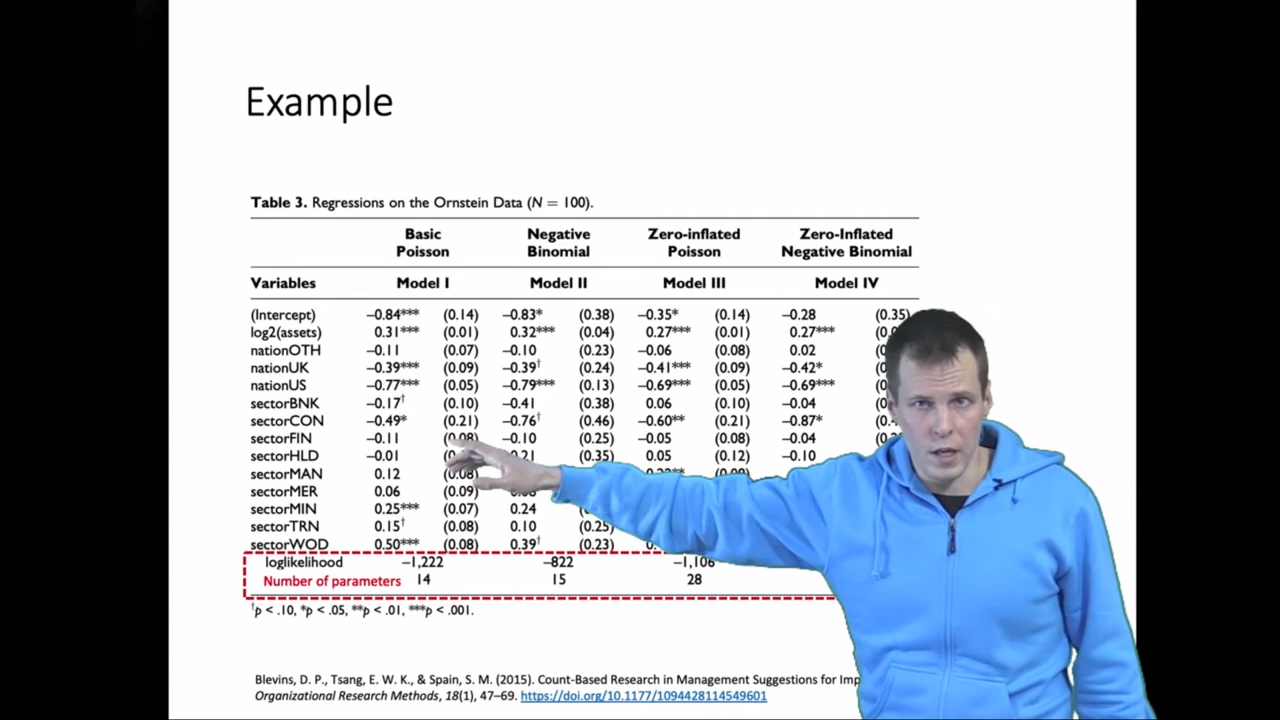 Example
Table 3. Regressions on the Ornstein Data (N = 100).
Basic Poisson Negative Binomial Zero-inflated Poisson Zero-Inflated Negative Binomial
Variables Model I Model II Model III Model IV
(Intercept) –0.84*** (0.14) –0.83* (0.38) –0.35* (0.14) –0.28 (0.35)
log2(assets) 0.31*** (0.01) 0.32*** (0.04) 0.27*** (0.01) 0.27***
nationOTH –0.11 (0.07) –0.10 (0.23) –0.06 (0.08) 0.02
nationUK –0.39*** (0.09) –0.39† (0.24) –0.41*** (0.09) –0.42*
nationUS –0.77*** (0.05) –0.79*** (0.13) –0.69*** (0.05) –0.69***
sectorBNK –0.17† (0.10) –0.41 (0.38) 0.06 (0.10) –0.04
sectorCON –0.49* (0.21) –0.76† (0.46) –0.60** (0.21) –0.87*
sectorFIN –0.11 (0.08) –0.10 (0.25) –0.05 (0.08) –0.04
sectorHLD –0.01 (0.35) 0.05 (0.12) –0.10
sectorMAN 0.12 (0.08)
sectorMER 0.06 (0.09)
sectorMIN 0.25*** (0.07) 0.24
sectorTRN 0.15† (0.08) 0.10 (0.25)
sectorWOD 0.50*** (0.08) 0.39† (0.23)
loglikelihood –1,222 –822 –1,106
Number of parameters 14 15 28
†p < .10, *p < .05, **p < .01, ***p < .001.
Blevins, D. P., Tsang, E. W. K., & Spain, S. M. (2015). Count-Based Research in Management Suggestions for
Organizational Research Methods, 18(1), 47–69. https://doi.org/10.1177/1094428114549601